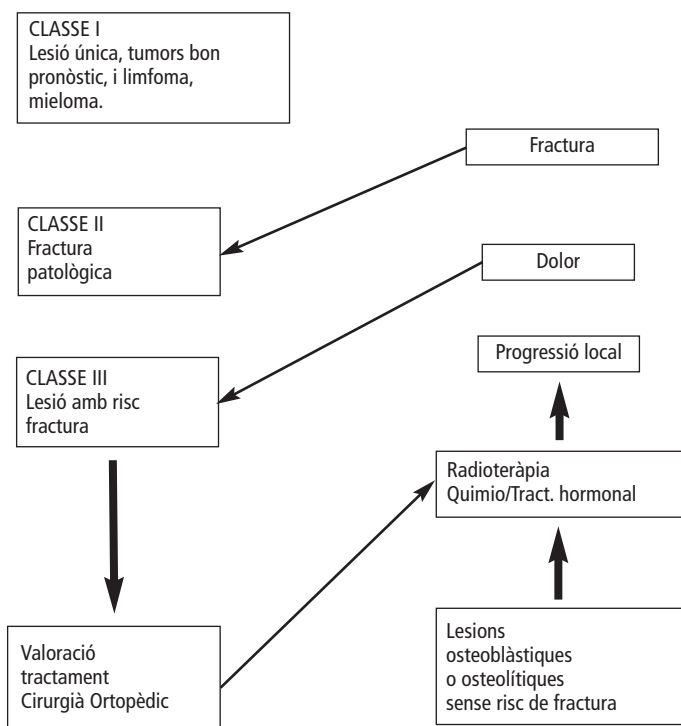 CLASSE I
Lesió única, tumors bon
pronòstic, i limfoma,
mieloma.
Fractura
CLASSE II
Fractura
patològica
Dolor
Progressió local
CLASSE III
Lesió amb risc
fractura
Radioteràpia
Quimio/Tract. hormonal
Valoració
tractament
Cirurgià Ortopèdic
Lesions
osteoblàstiques
o osteolítiques
sense risc de fractura